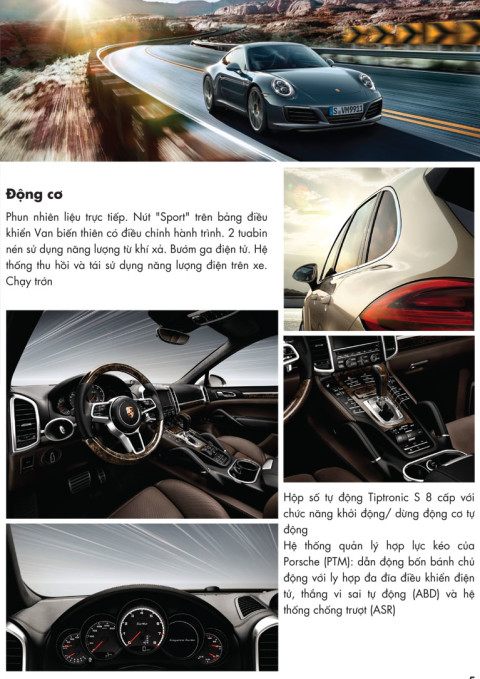 S·VM9911
Động cơ
Phun nhiên liệu trực tiếp. Nút "Sport" trên bảng điều
khiển Van biến thiên có điều chỉnh hành trình. 2 tuabin
nén sử dụng năng lượng từ khí xả. Bướm ga điện tử. Hệ
thống thu hồi và tái sử dụng năng lượng điện trên xe.
Chạy trớn
Hộp số tự động Tiptronic S 8 cấp với
chức năng khởi động/ dừng động cơ tự
động
Hệ thống quản lý hợp lực kéo của
Porsche (PTM): dẫn động bốn bánh chủ
động với ly hợp đa đĩa điều khiển điện
tử, thắng vi sai tự động (ABD) và hệ
thống chống trượt (ASR)
turbo